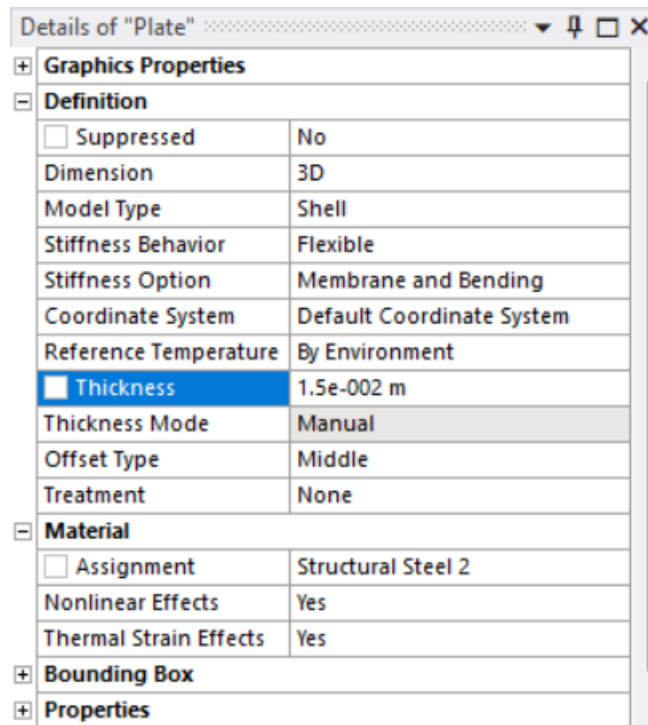 Details of "Plate"
Graphics Properties
Definition
Suppressed No
Dimension 3D
Model Type Shell
Stiffness Behavior Flexible
Stiffness Option Membrane and Bending
Coordinate System Default Coordinate System
Reference Temperature By Environment
Thickness 1.5e-002 m
Thickness Mode Manual
Offset Type Middle
Treatment None
Material
Assignment Structural Steel 2
Nonlinear Effects Yes
Thermal Strain Effects Yes
Bounding Box
Properties